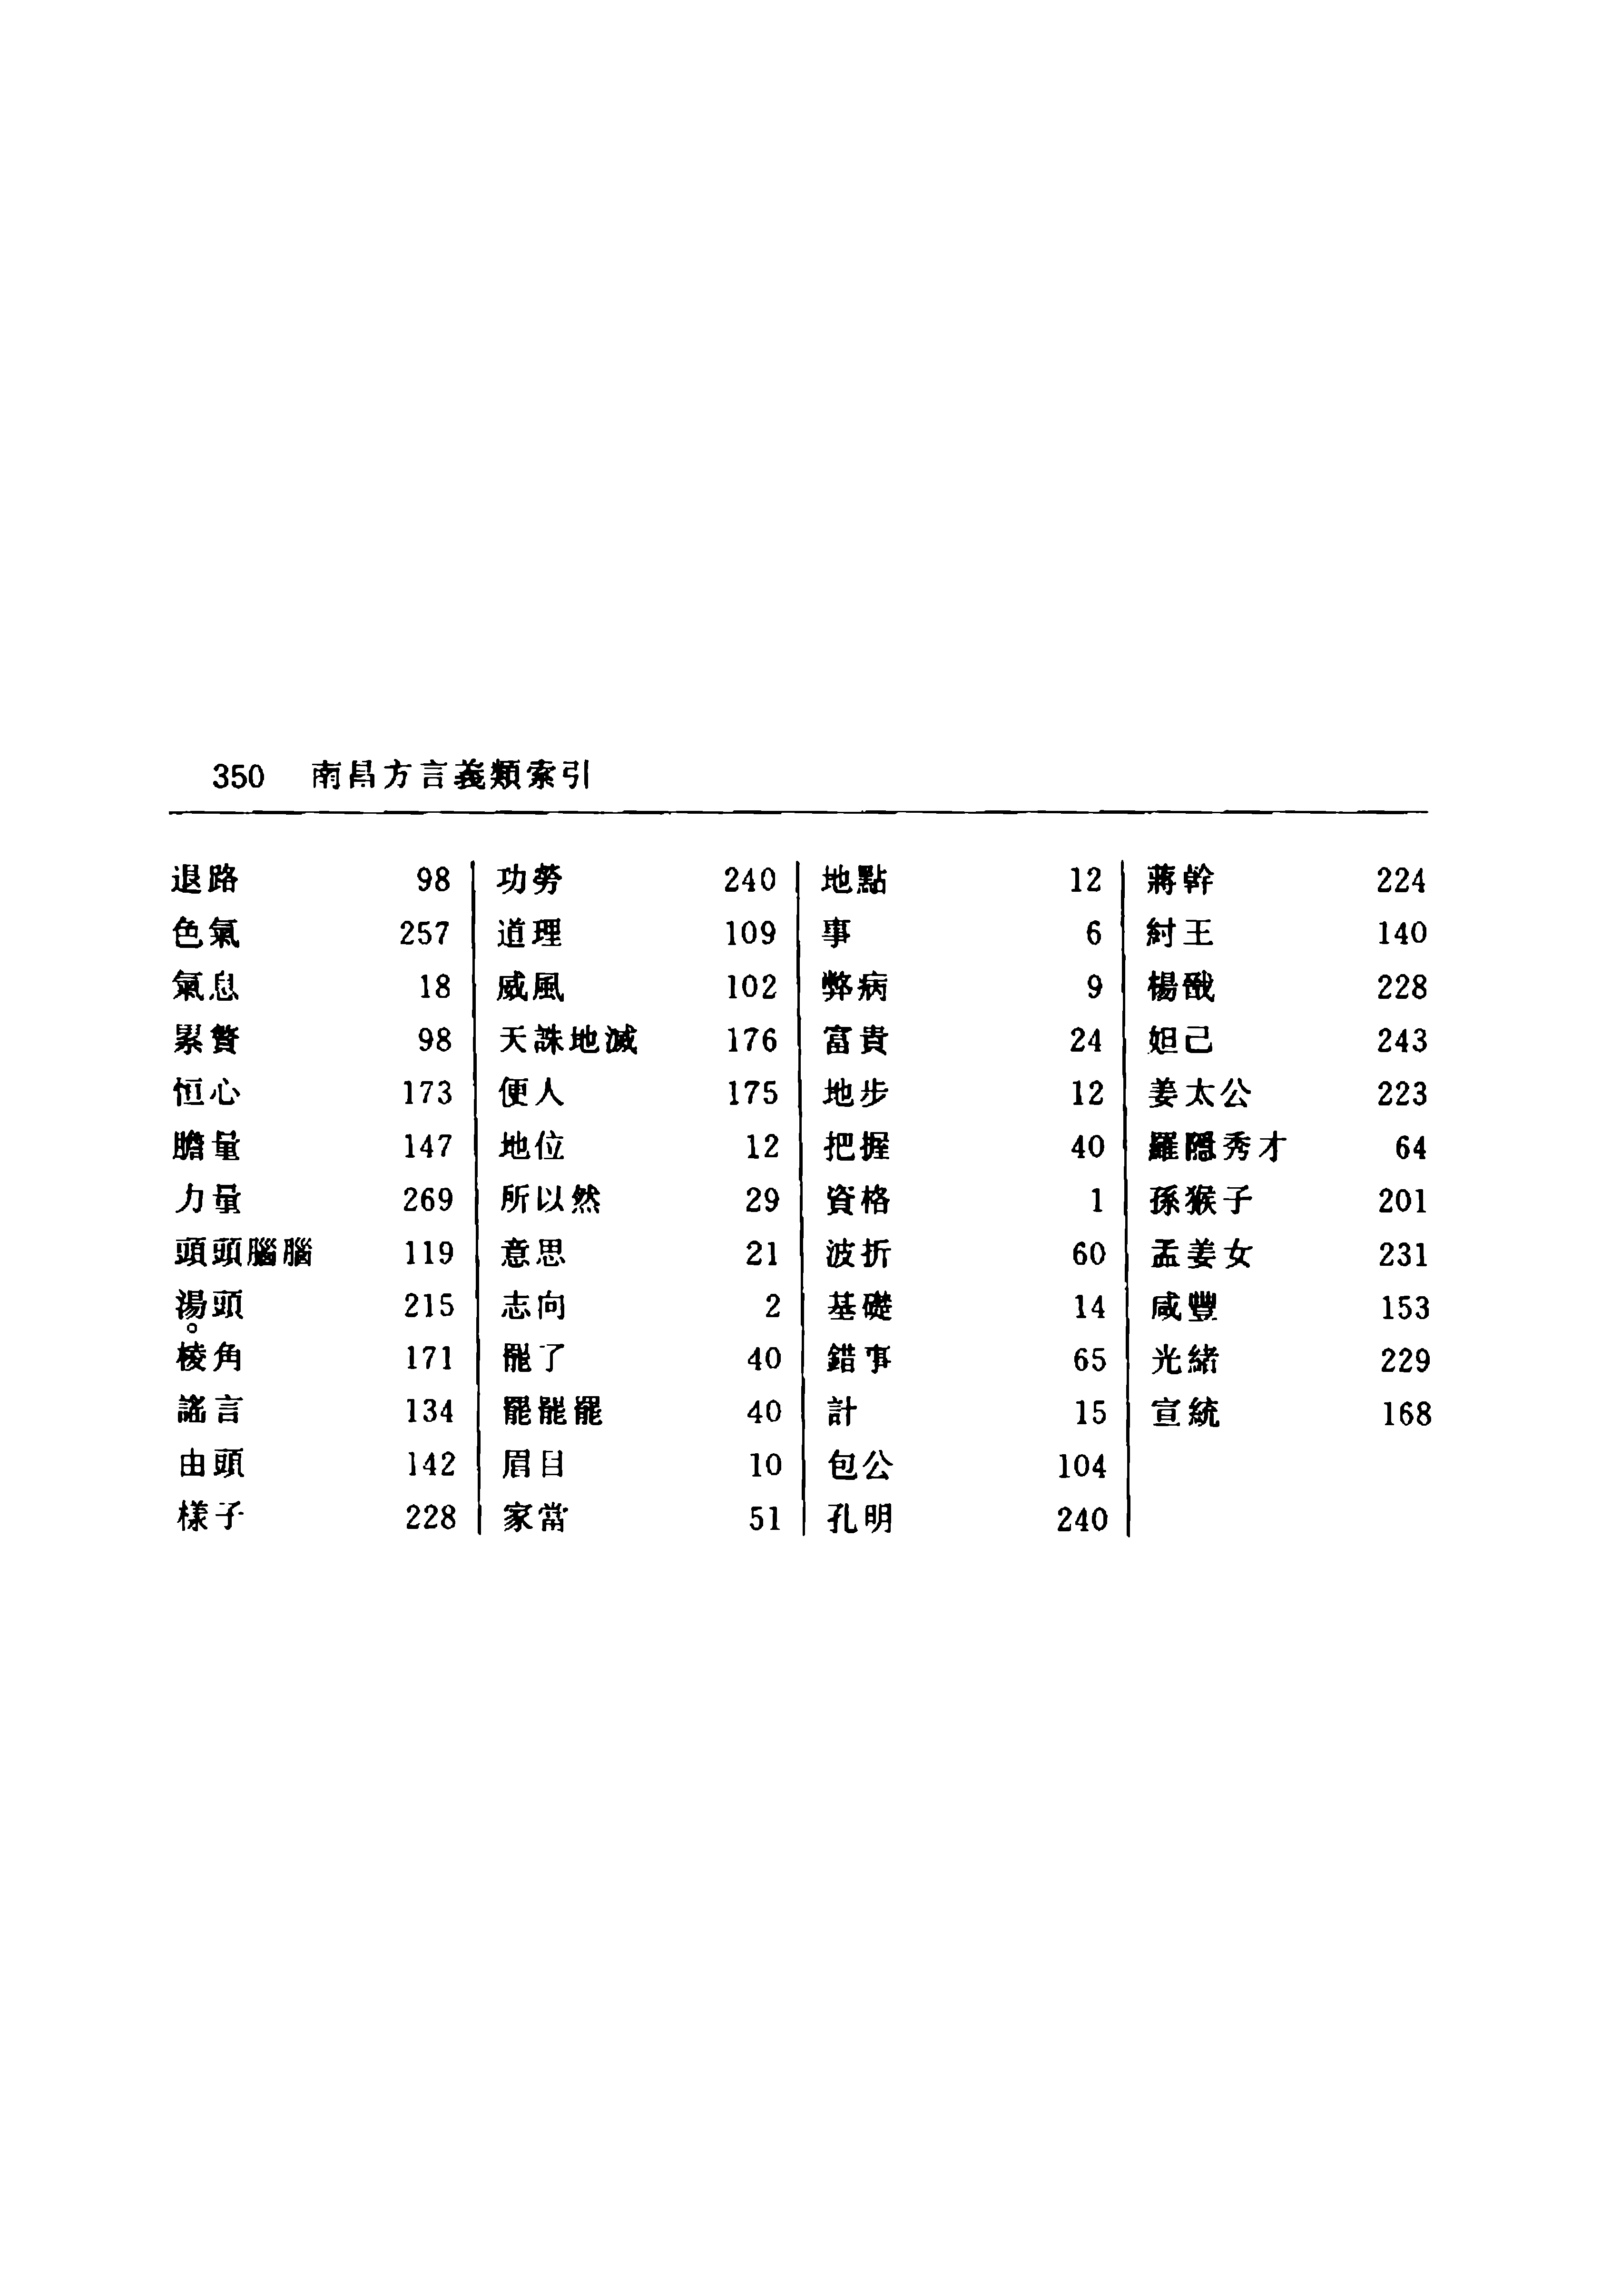 350 南昌方言義類索引
退路 98
色氣 257
氣息 18
累贅 98
恒心 173
膽量 147
力量 269
頭頭腦腦 119
湯頭 215
棱角 171
謠言 134
由頭 142
樣子 228
功勞 240
道理 109
威風 102
天誅地滅 176
便人 175
地位 12
所以然 29
意思 21
志向 2
罷了 40
罷罷罷 40
眉目 10
家當 51
地點 12
事 6
弊病 9
富貴 24
地步 12
把握 40
資格 1
波折 60
基礎 14
錯事 65
計 15
包公 104
孔明 240
蔣幹 224
紂王 140
楊戩 228
妲己 243
姜太公 223
羅隱秀才 64
孫猴子 201
孟姜女 231
咸豐 153
光緒 229
宣統 168